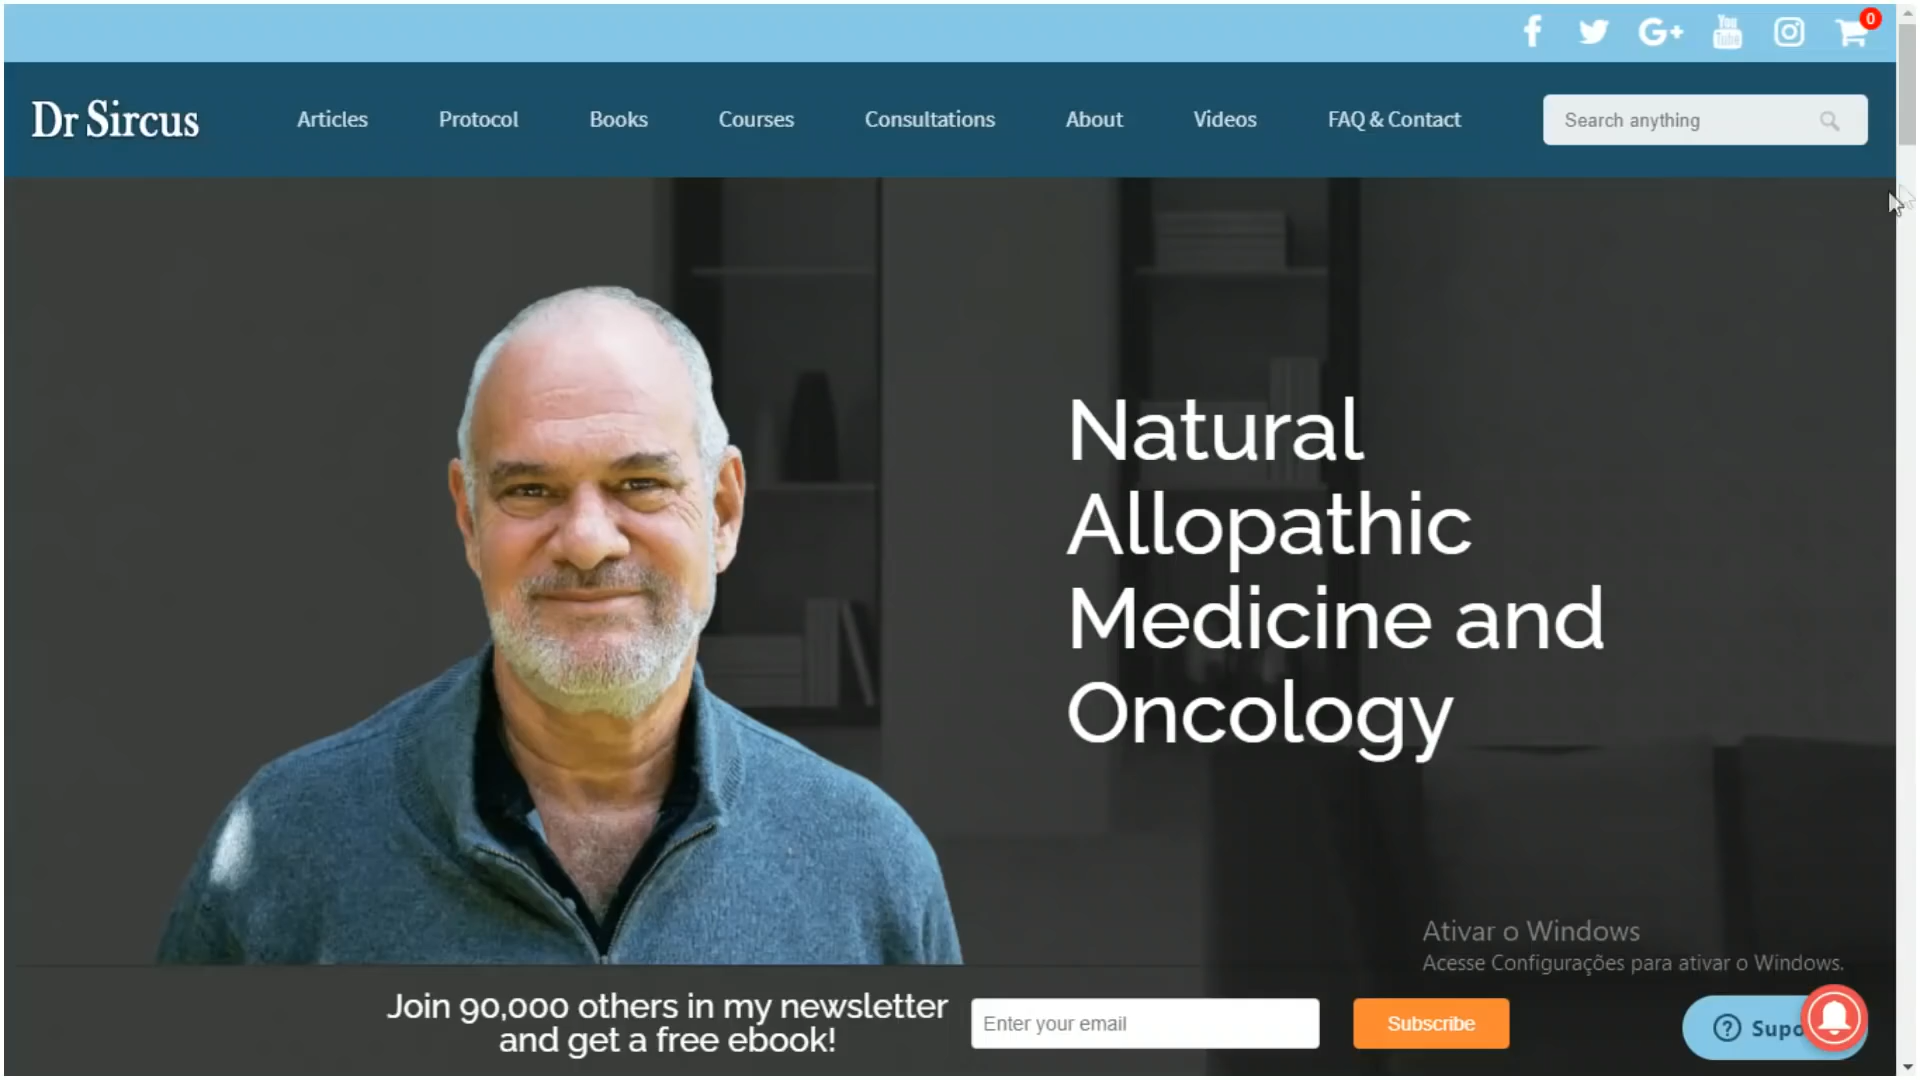 0
Dr Sircus
Articles
Protocol
Books
Courses
Consultations
About
Videos
FAQ & Contact
Search anything
Natural
Allopathic
Medicine and
Oncology
Ativar o Windows
Acesse Configurações para ativar o Windows.
Join 90,000 others in my newsletter
and get a free ebook!
Enter your email
Subscribe
? Supo